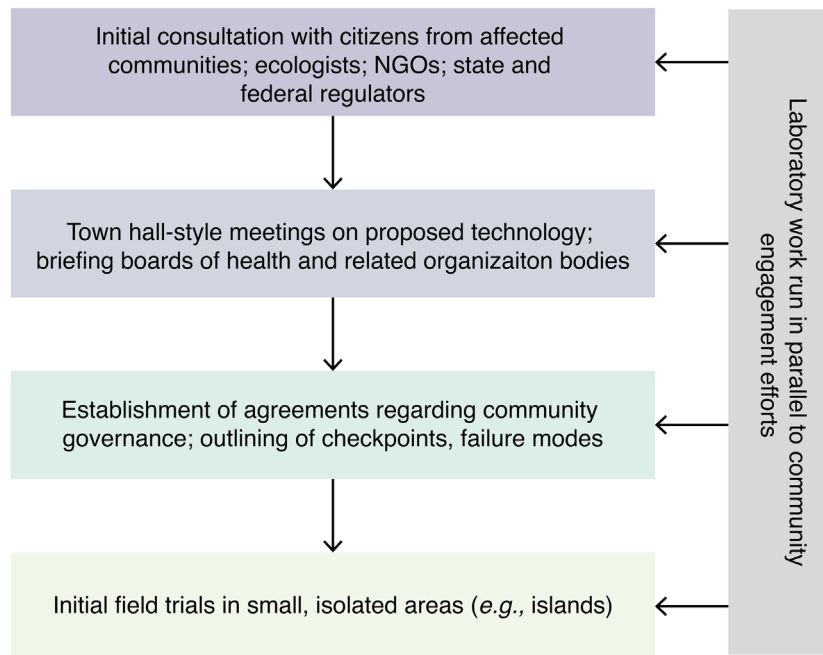 Initial consultation with citizens from affected
communities; ecologists; NGOs; state and
federal regulators
Town hall-style meetings on proposed technology;
briefing boards of health and related organizaiton bodies
Establishment of agreements regarding community
governance; outlining of checkpoints, failure modes
Initial field trials in small, isolated areas (e.g., islands)
Laboratory work run in parallel to community
engagement efforts